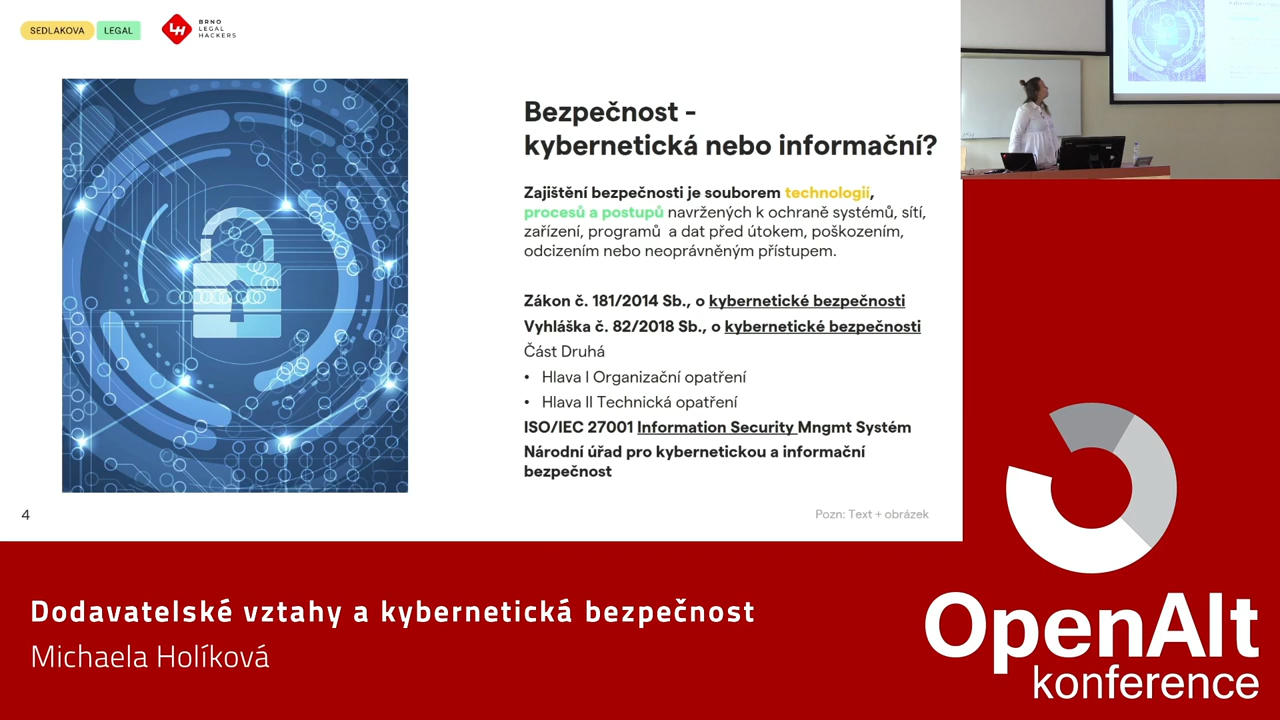 SEDLAKOVA LEGAL
LH
BRNO
LEGAL
HACKERS
Bezpečnost -
kybernetická nebo informační?
Zajištění bezpečnosti je souborem technologií,
procesů a postupů navržených k ochraně systémů, sítí,
zařízení, programů a dat před útokem, poškozením,
odcizením nebo neoprávněným přístupem.
Zákon č. 181/2014 Sb., o kybernetické bezpečnosti
Vyhláška č. 82/2018 Sb., o kybernetické bezpečnosti
Část Druhá
• Hlava I Organizační opatření
• Hlava II Technická opatření
ISO/IEC 27001 Information Security Mngmt Systém
Národní úřad pro kybernetickou a informační
bezpečnost
4
Pozn: Text + obrázek
Dodavatelské vztahy a kybernetická bezpečnost
Michaela Holíková
OpenAlt
konference